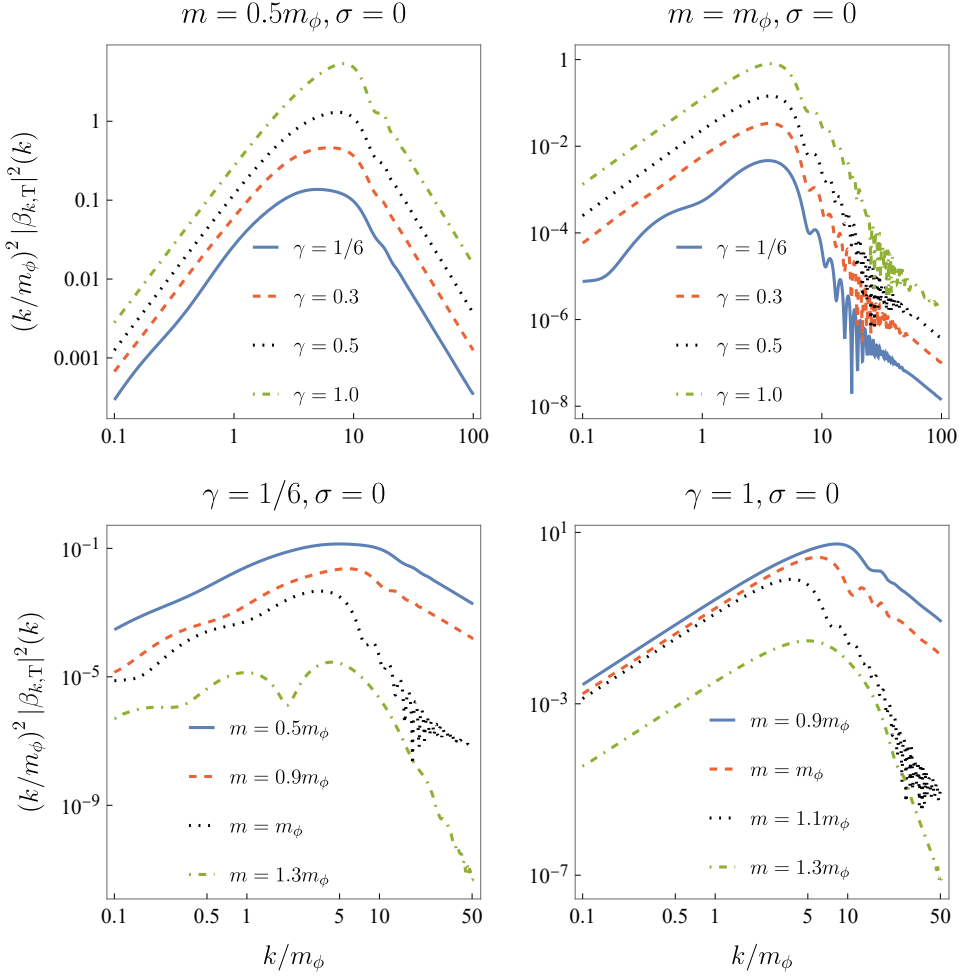 m = 0.5m_ϕ, σ = 0
(k/m_ϕ)² |β_{k,T}|²(k)
1
0.1
0.01
0.001
γ = 1/6
γ = 0.3
γ = 0.5
γ = 1.0
0.1 1 10 100
m = m_ϕ, σ = 0
1
10⁻²
10⁻⁴
10⁻⁶
10⁻⁸
γ = 1/6
γ = 0.3
γ = 0.5
γ = 1.0
0.1 1 10 100
γ = 1/6, σ = 0
(k/m_ϕ)² |β_{k,T}|²(k)
10⁻¹
10⁻⁵
10⁻⁹
m = 0.5m_ϕ
m = 0.9m_ϕ
m = m_ϕ
m = 1.3m_ϕ
0.1 0.5 1 5 10 50
k/m_ϕ
γ = 1, σ = 0
10¹
10⁻³
10⁻⁷
m = 0.9m_ϕ
m = m_ϕ
m = 1.1m_ϕ
m = 1.3m_ϕ
0.1 0.5 1 5 10 50
k/m_ϕ